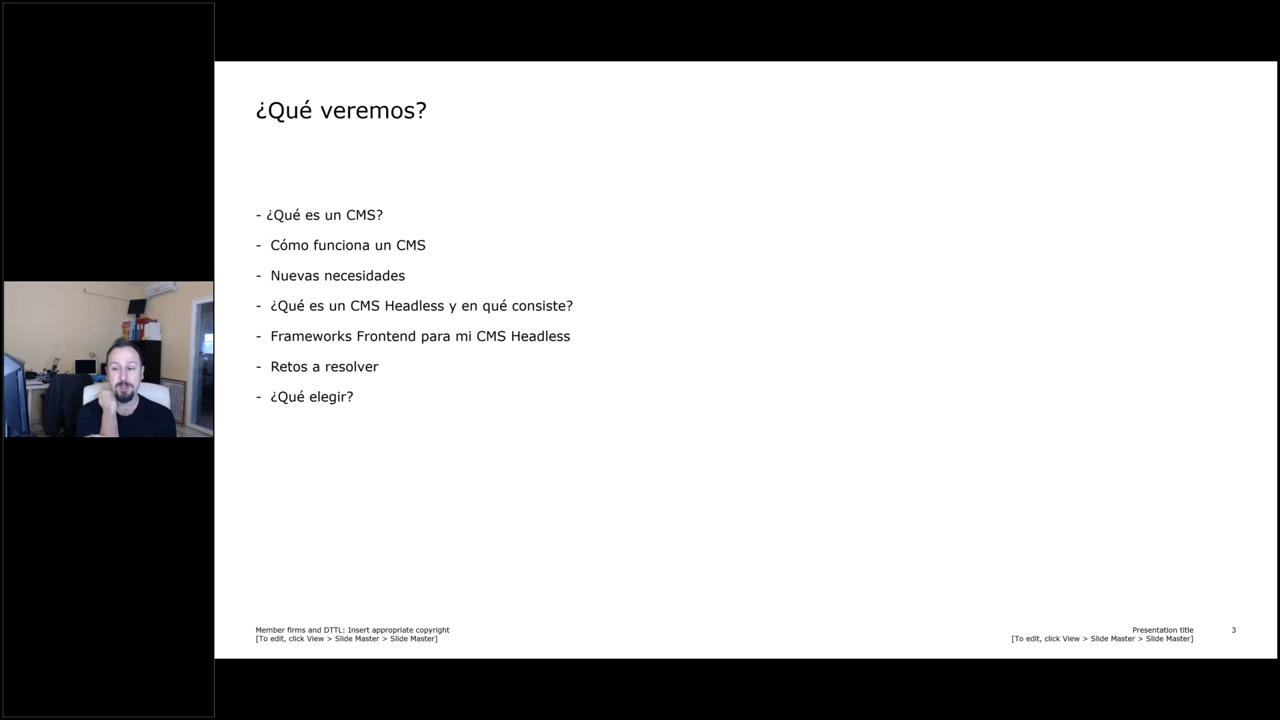 ¿Qué veremos?
- ¿Qué es un CMS?
- Cómo funciona un CMS
- Nuevas necesidades
- ¿Qué es un CMS Headless y en qué consiste?
- Frameworks Frontend para mi CMS Headless
- Retos a resolver
- ¿Qué elegir?
Member firms and DTTL: Insert appropriate copyright
[To edit, click View > Slide Master > Slide Master]
Presentation title
[To edit, click View > Slide Master > Slide Master]
3